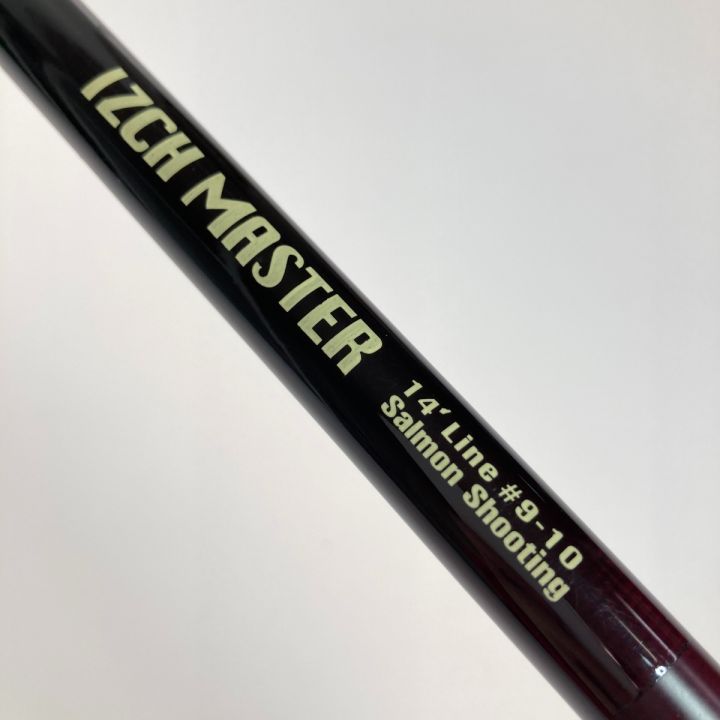 IZCH MASTER
14' Line #9-10
Salmon Shooting